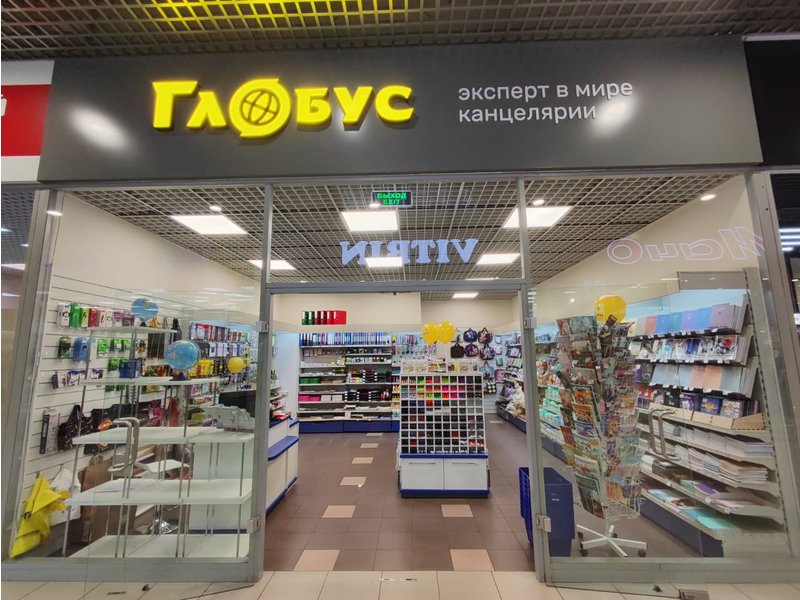 ГЛОБУС
эксперт в мире
канцелярии
ВЫХОД
EXIT
VITRIN